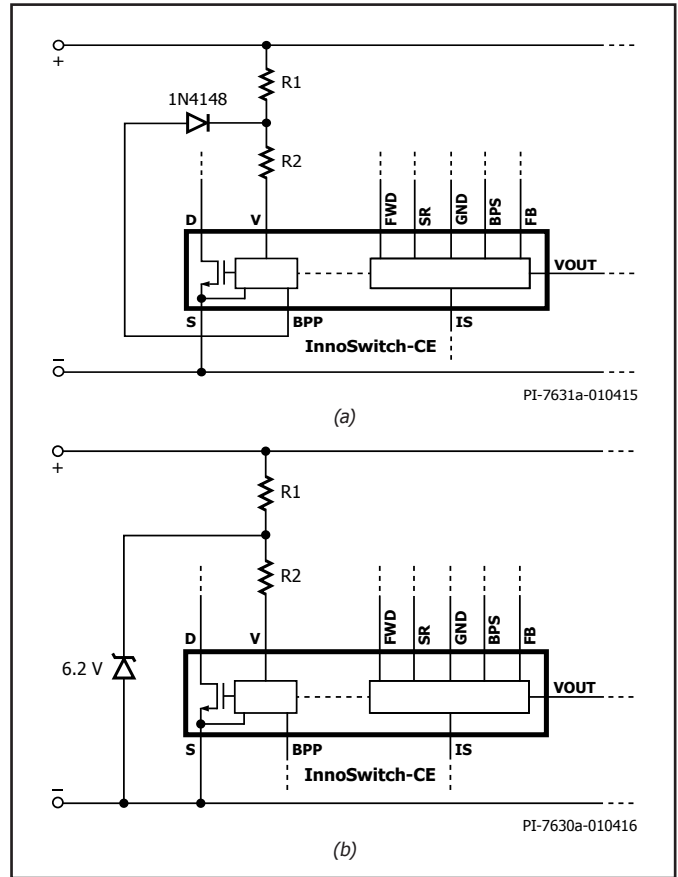 +
R1
1N4148
R2
D
V
FWD
SR
GND
BPS
FB
VOUT
S
BPP
IS
InnoSwitch-CE
–
PI-7631a-010415
(a)
+
R1
R2
D
V
FWD
SR
GND
BPS
FB
6.2 V
VOUT
S
BPP
IS
InnoSwitch-CE
–
PI-7630a-010416
(b)